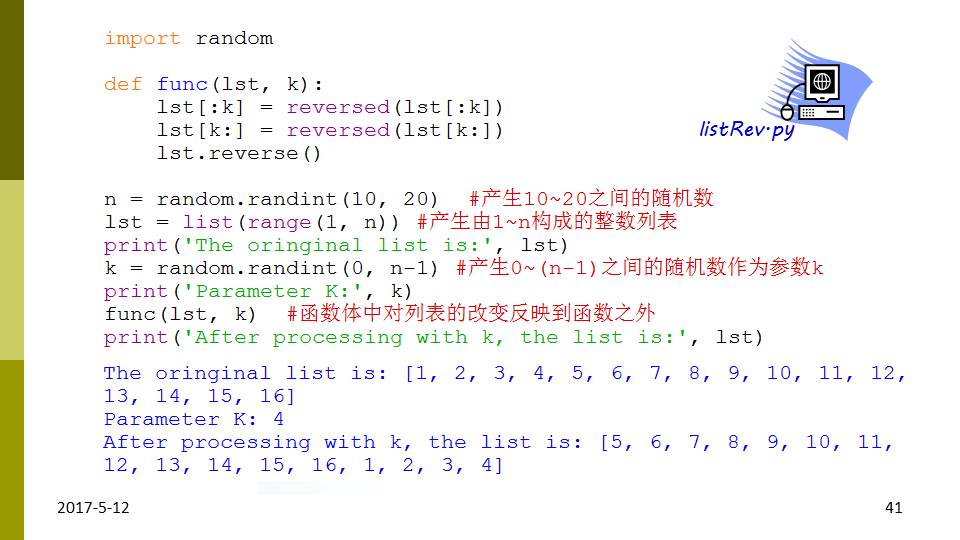 import random
def func(lst, k):
    lst[:k] = reversed(lst[:k])
    lst[k:] = reversed(lst[k:])
    lst.reverse()
listRev.py
n = random.randint(10, 20)  #产生10~20之间的随机数
lst = list(range(1, n)) #产生由1~n构成的整数列表
print('The oringinal list is:', lst)
k = random.randint(0, n-1) #产生0~(n-1)之间的随机数作为参数k
print('Parameter K:', k)
func(lst, k)  #函数体中对列表的改变反映到函数之外
print('After processing with k, the list is:', lst)
The oringinal list is: [1, 2, 3, 4, 5, 6, 7, 8, 9, 10, 11, 12,
13, 14, 15, 16]
Parameter K: 4
After processing with k, the list is: [5, 6, 7, 8, 9, 10, 11,
12, 13, 14, 15, 16, 1, 2, 3, 4]
2017-5-12
41